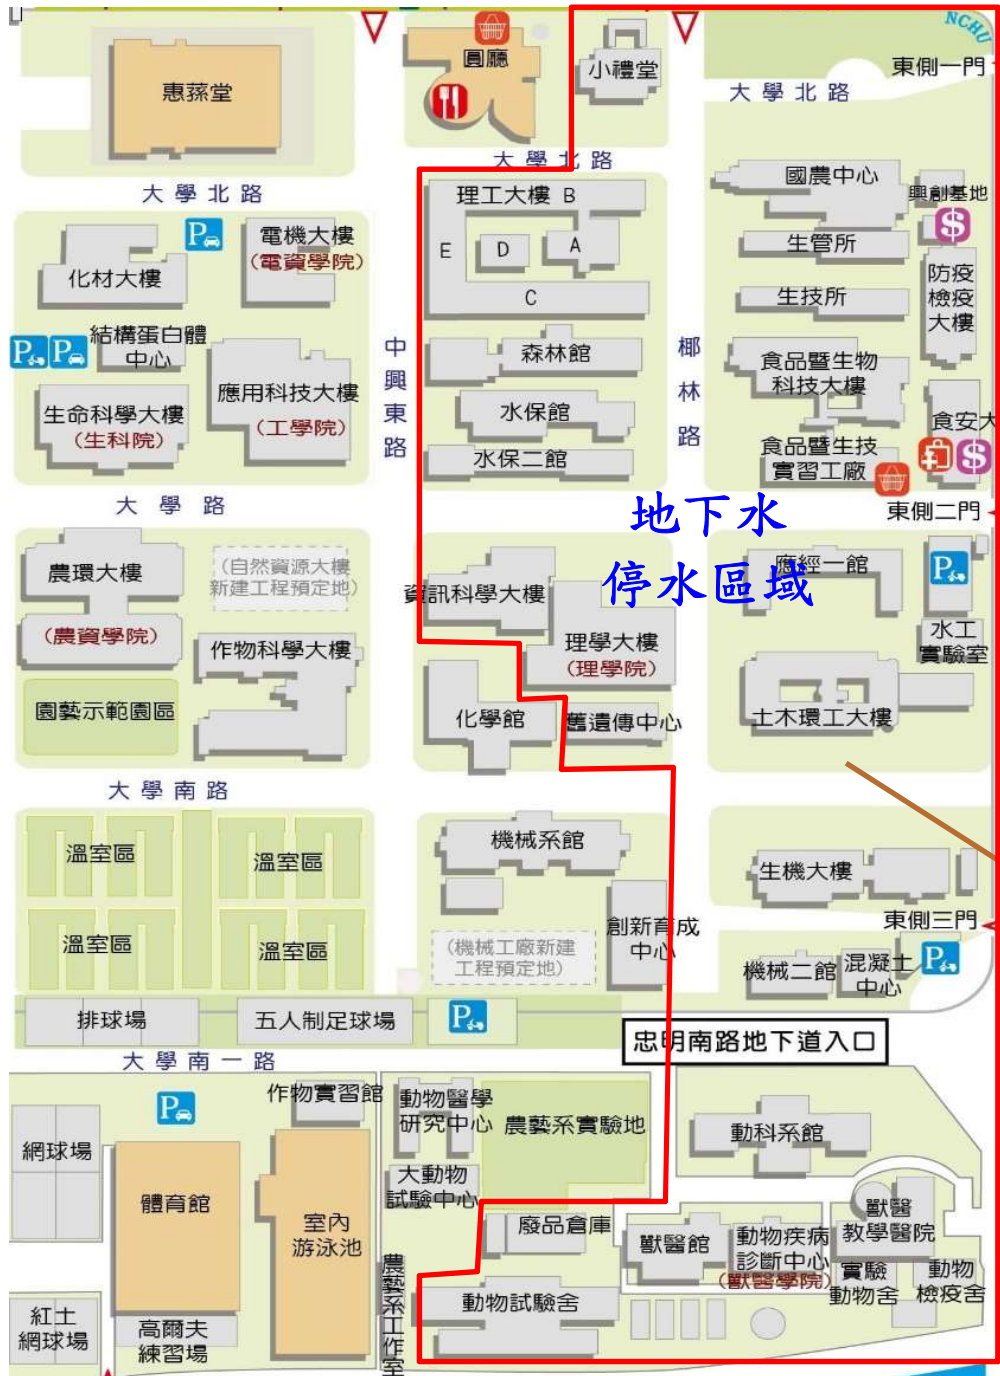 NCHU
惠蓀堂
圓廳
小禮堂
東側一門
大學北路
大學北路
大學北路
理工大樓 B
E
D
A
C
國農中心
興創基地
生管所
生技所
防疫
檢疫
大樓
電機大樓
(電資學院)
化材大樓
結構蛋白體
中心
生命科學大樓
(生科院)
應用科技大樓
(工學院)
中興東路
森林館
水保館
水保二館
椰林路
食品暨生物
科技大樓
食安大
食品暨生技
實習工廠
東側二門
大學路
地下水
停水區域
農環大樓
(農資學院)
(自然資源大樓
新建工程預定地)
作物科學大樓
園藝示範園區
資訊科學大樓
理學大樓
(理學院)
化學館
舊遺傳中心
應經一館
水工
實驗室
土木環工大樓
大學南路
溫室區
溫室區
溫室區
溫室區
機械系館
(機械工廠新建
工程預定地)
創新育成
中心
生機大樓
東側三門
機械二館
混凝土
中心
排球場
五人制足球場
忠明南路地下道入口
大學南一路
網球場
體育館
作物實習館
室內
游泳池
動物醫學
研究中心
大動物
試驗中心
農藝系實驗地
動科系館
廢品倉庫
獸醫館
動物疾病
診斷中心
(獸醫學院)
獸醫
教學醫院
實驗
動物舍
動物
檢疫舍
農藝系工作室
動物試驗舍
紅土
網球場
高爾夫
練習場